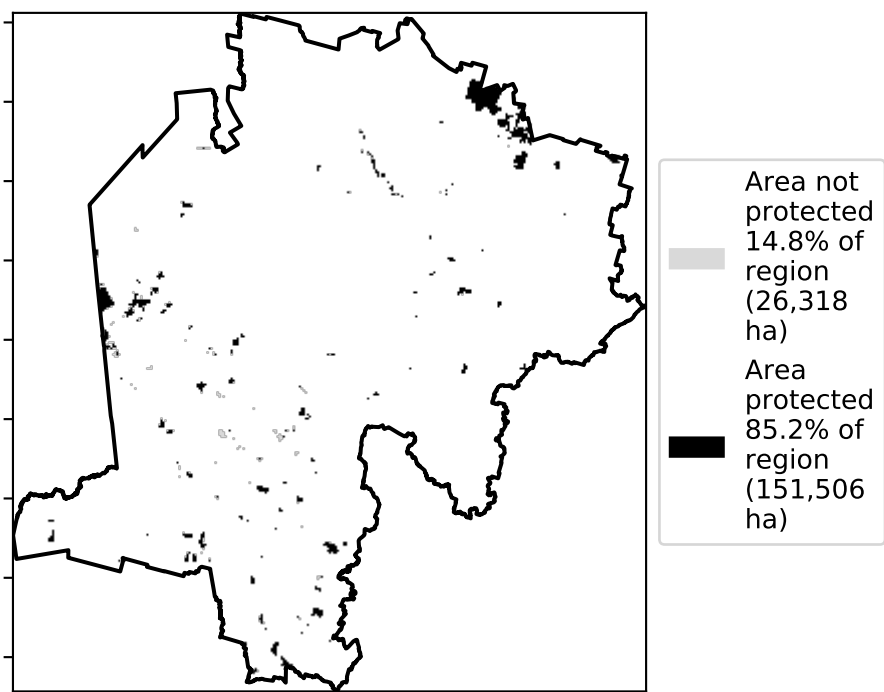 Area not
protected
14.8% of
region
(26,318
ha)
Area
protected
85.2% of
region
(151,506
ha)